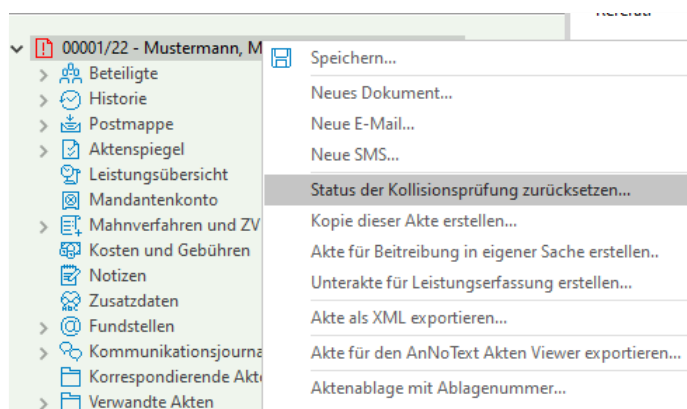 00001/22 - Mustermann, M
Beteiligte
Historie
Postmappe
Aktenspiegel
Leistungsübersicht
Mandantenkonto
Mahnverfahren und ZV
Kosten und Gebühren
Notizen
Zusatzdaten
Fundstellen
Kommunikationsjourna
Korrespondierende Akt
Verwandte Akten
Speichern...
Neues Dokument...
Neue E-Mail...
Neue SMS...
Status der Kollisionsprüfung zurücksetzen...
Kopie dieser Akte erstellen...
Akte für Beitreibung in eigener Sache erstellen..
Unterakte für Leistungserfassung erstellen...
Akte als XML exportieren...
Akte für den AnNoText Akten Viewer exportieren...
Aktenablage mit Ablagenummer...